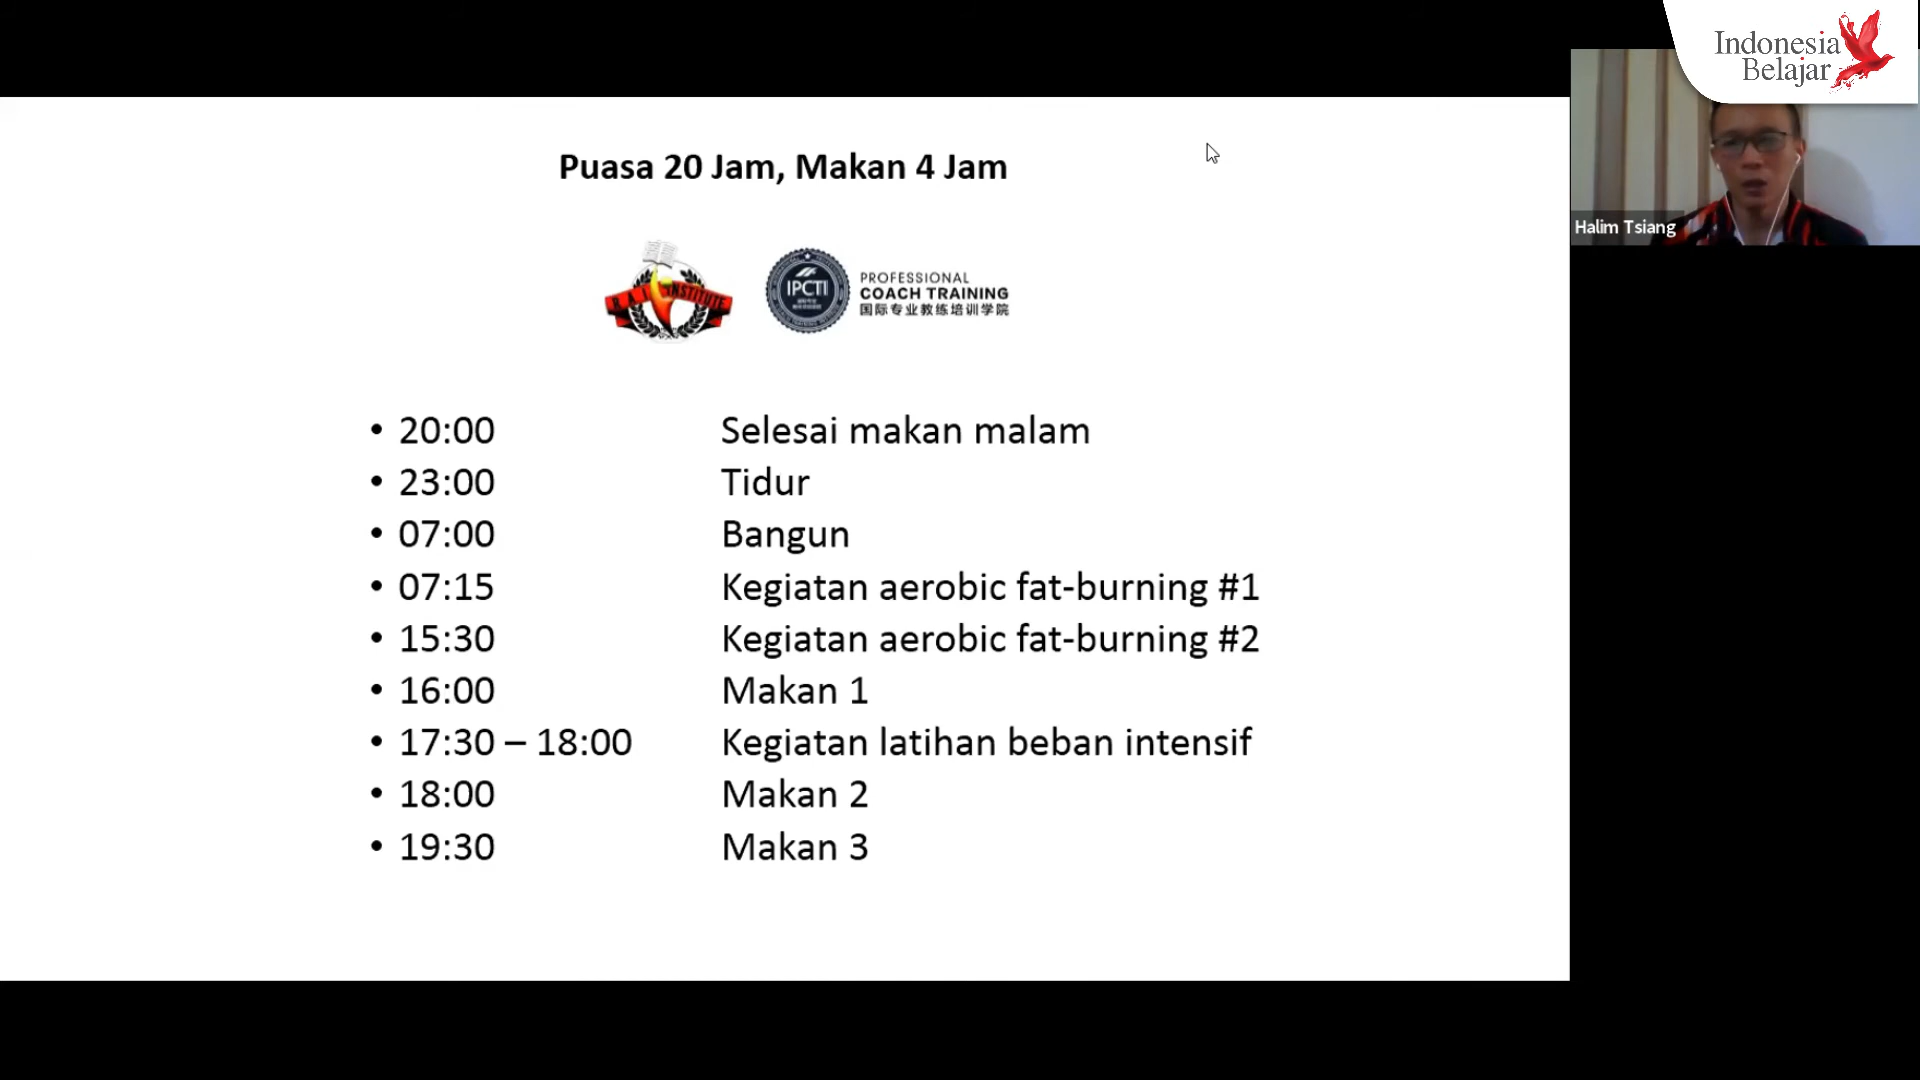 Indonesia
Belajar
Halim Tsiang
Puasa 20 Jam, Makan 4 Jam
R.A.I INSTITUTE
IPCTI
PROFESSIONAL
COACH TRAINING
国际专业教练培训学院
• 20:00 Selesai makan malam
• 23:00 Tidur
• 07:00 Bangun
• 07:15 Kegiatan aerobic fat-burning #1
• 15:30 Kegiatan aerobic fat-burning #2
• 16:00 Makan 1
• 17:30 – 18:00 Kegiatan latihan beban intensif
• 18:00 Makan 2
• 19:30 Makan 3